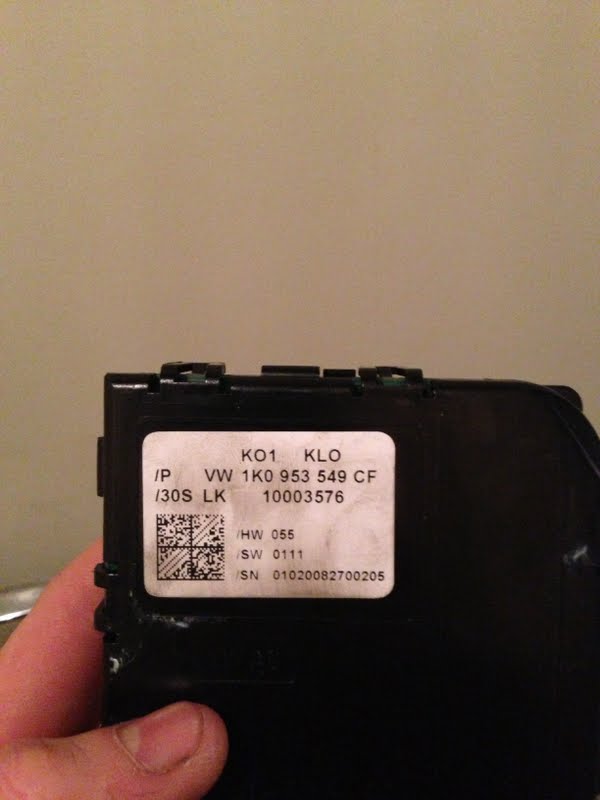 KO1 KLO
/P VW 1K0 953 549 CF
/30S LK 10003576
/HW 055
/SW 0111
/SN 01020082700205